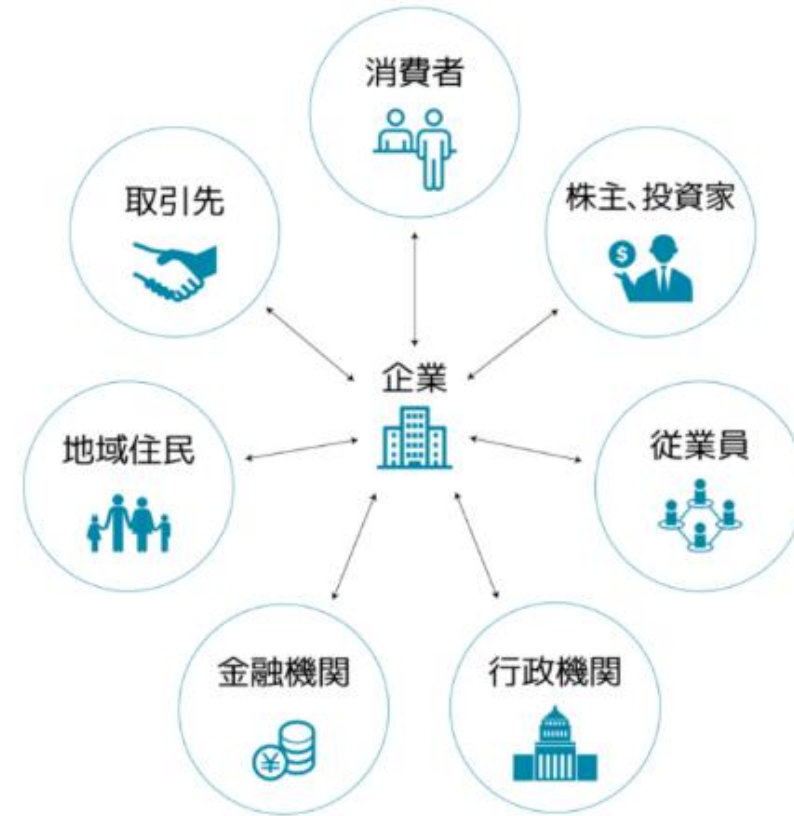 消費者
取引先
株主、投資家
企業
地域住民
従業員
金融機関
行政機関
$
¥